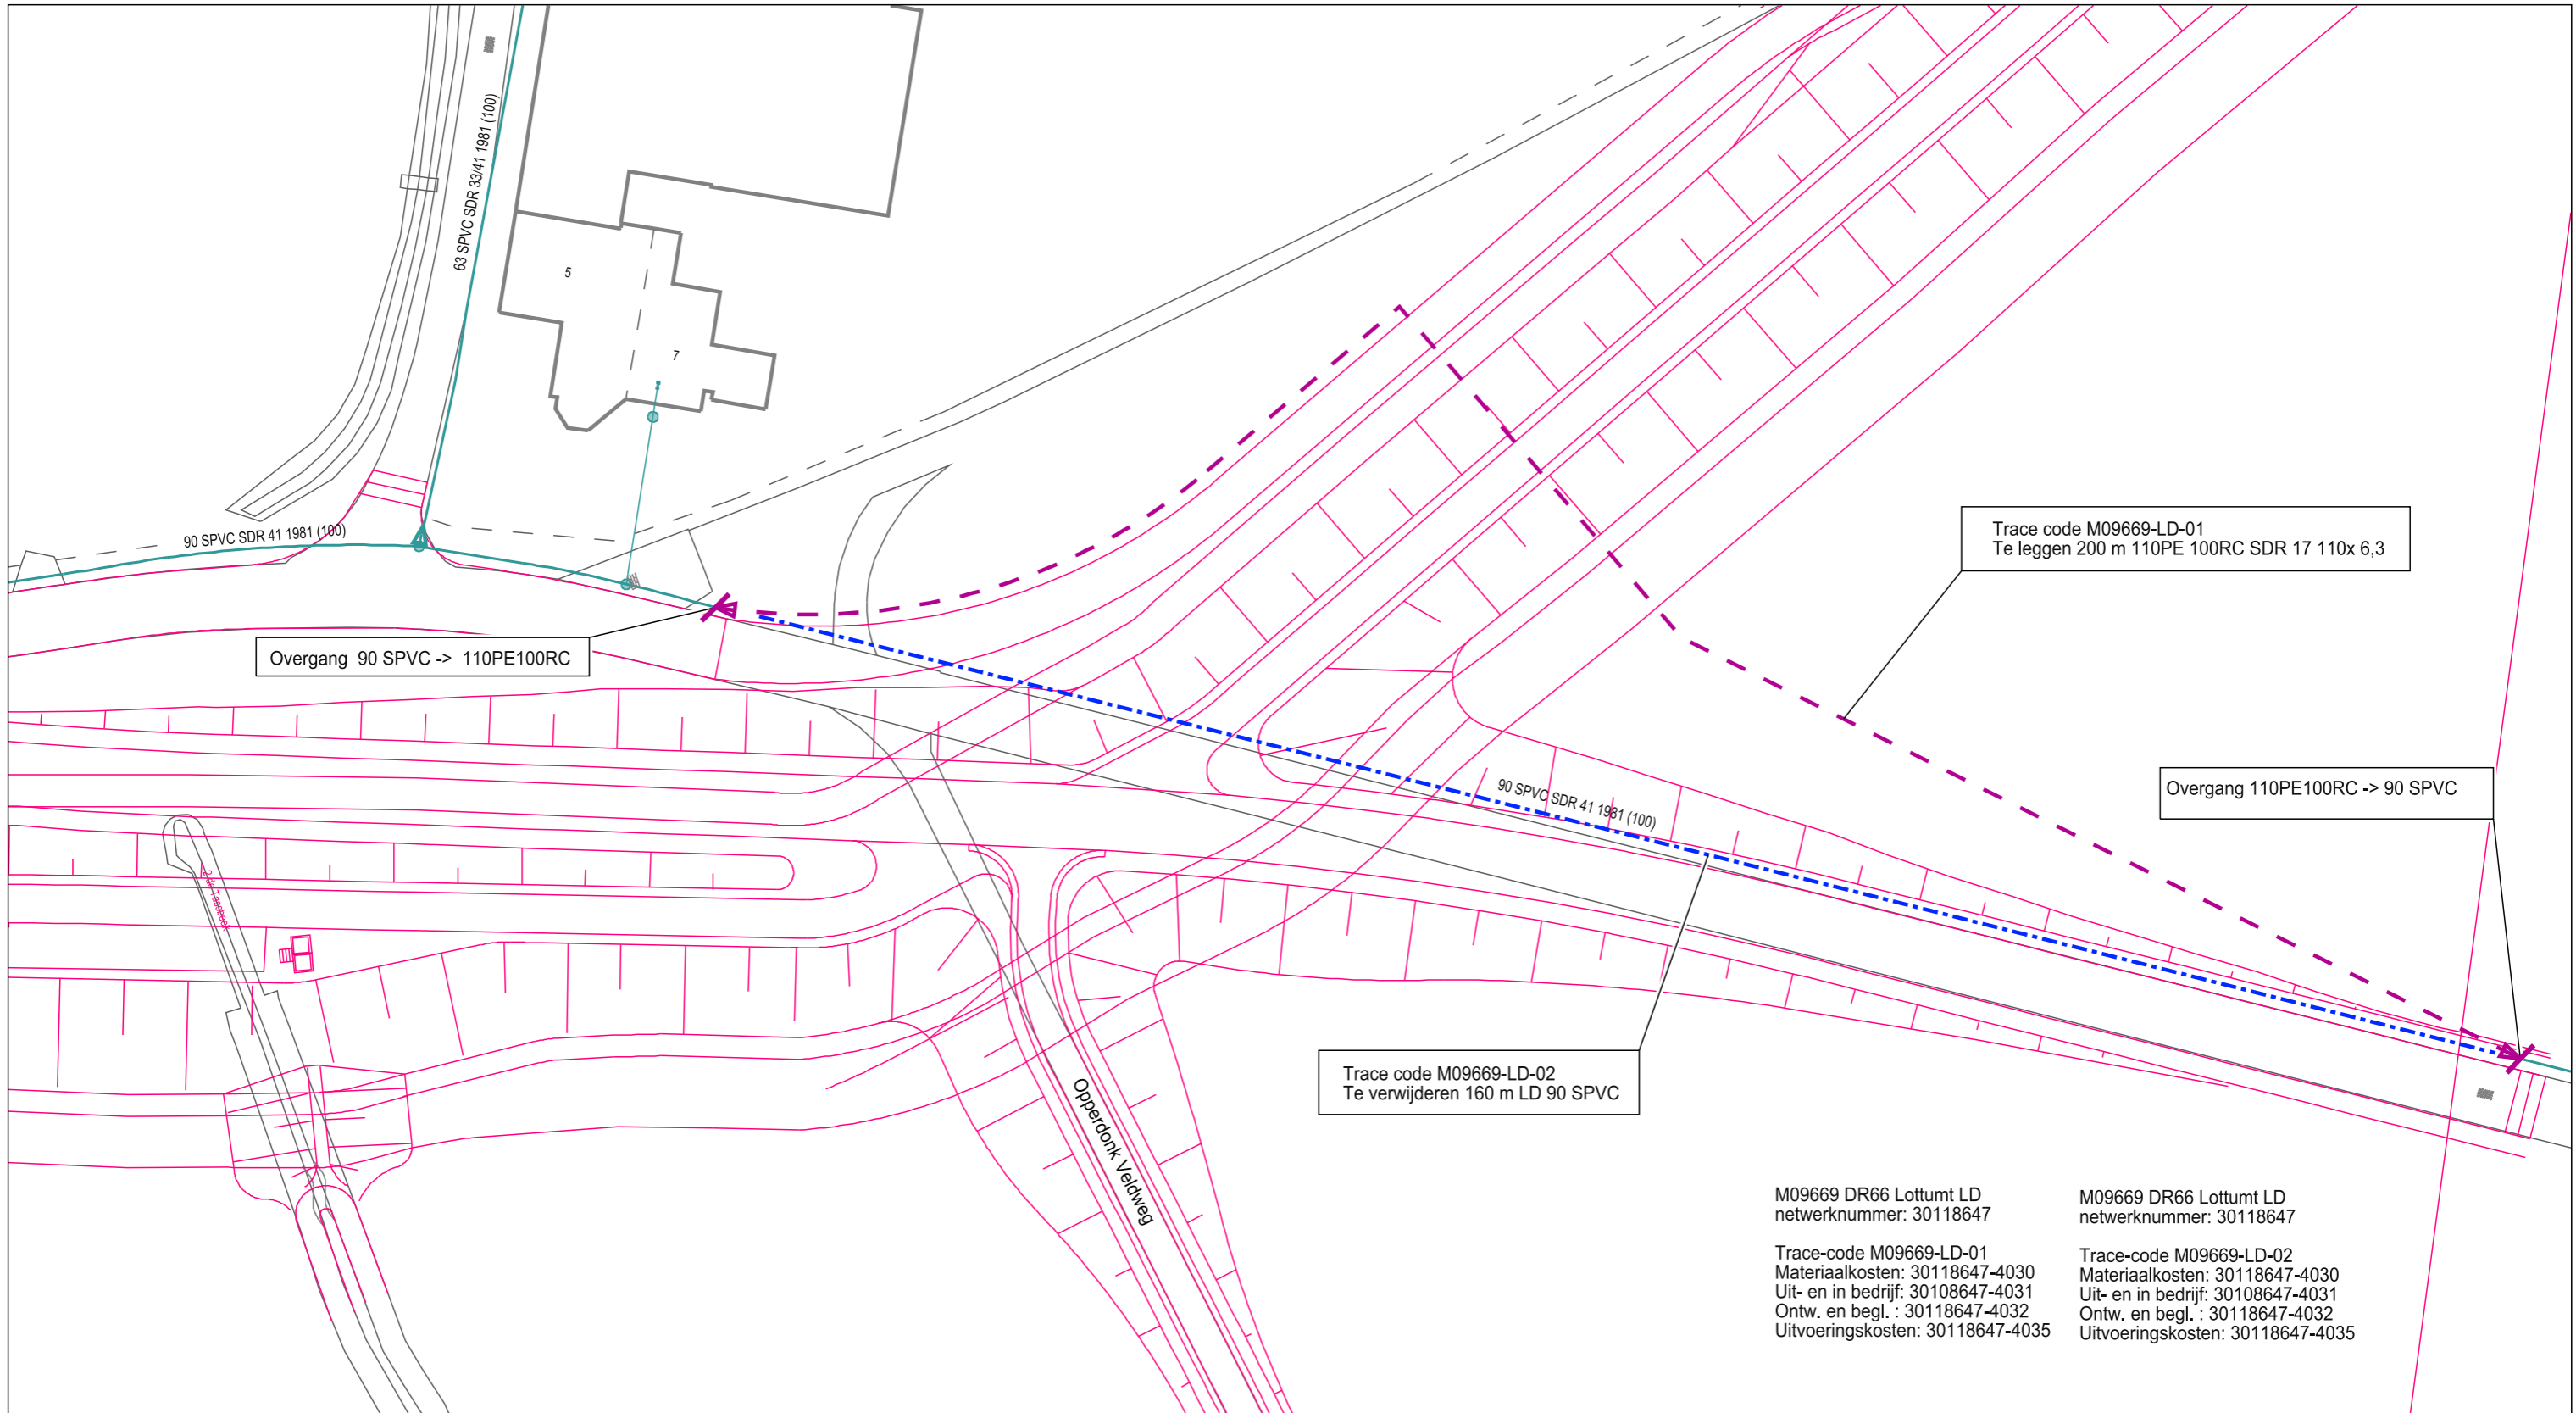 63 SPVC SDR 33/41 1981 (100)
5
7
90 SPVC SDR 41 1981 (100)
Overgang 90 SPVC -> 110PE100RC
Trace code M09669-LD-01
Te leggen 200 m 110PE 100RC SDR 17 110x 6,3
Overgang 110PE100RC -> 90 SPVC
90 SPVC SDR 41 1981 (100)
Trace code M09669-LD-02
Te verwijderen 160 m LD 90 SPVC
Opperdonk Veldweg
M09669 DR66 Lottumt LD
netwerknummer: 30118647
Trace-code M09669-LD-01
Materiaalkosten: 30118647-4030
Uit- en in bedrijf: 30108647-4031
Ontw. en begl. : 30118647-4032
Uitvoeringskosten: 30118647-4035
M09669 DR66 Lottumt LD
netwerknummer: 30118647
Trace-code M09669-LD-02
Materiaalkosten: 30118647-4030
Uit- en in bedrijf: 30108647-4031
Ontw. en begl. : 30118647-4032
Uitvoeringskosten: 30118647-4035